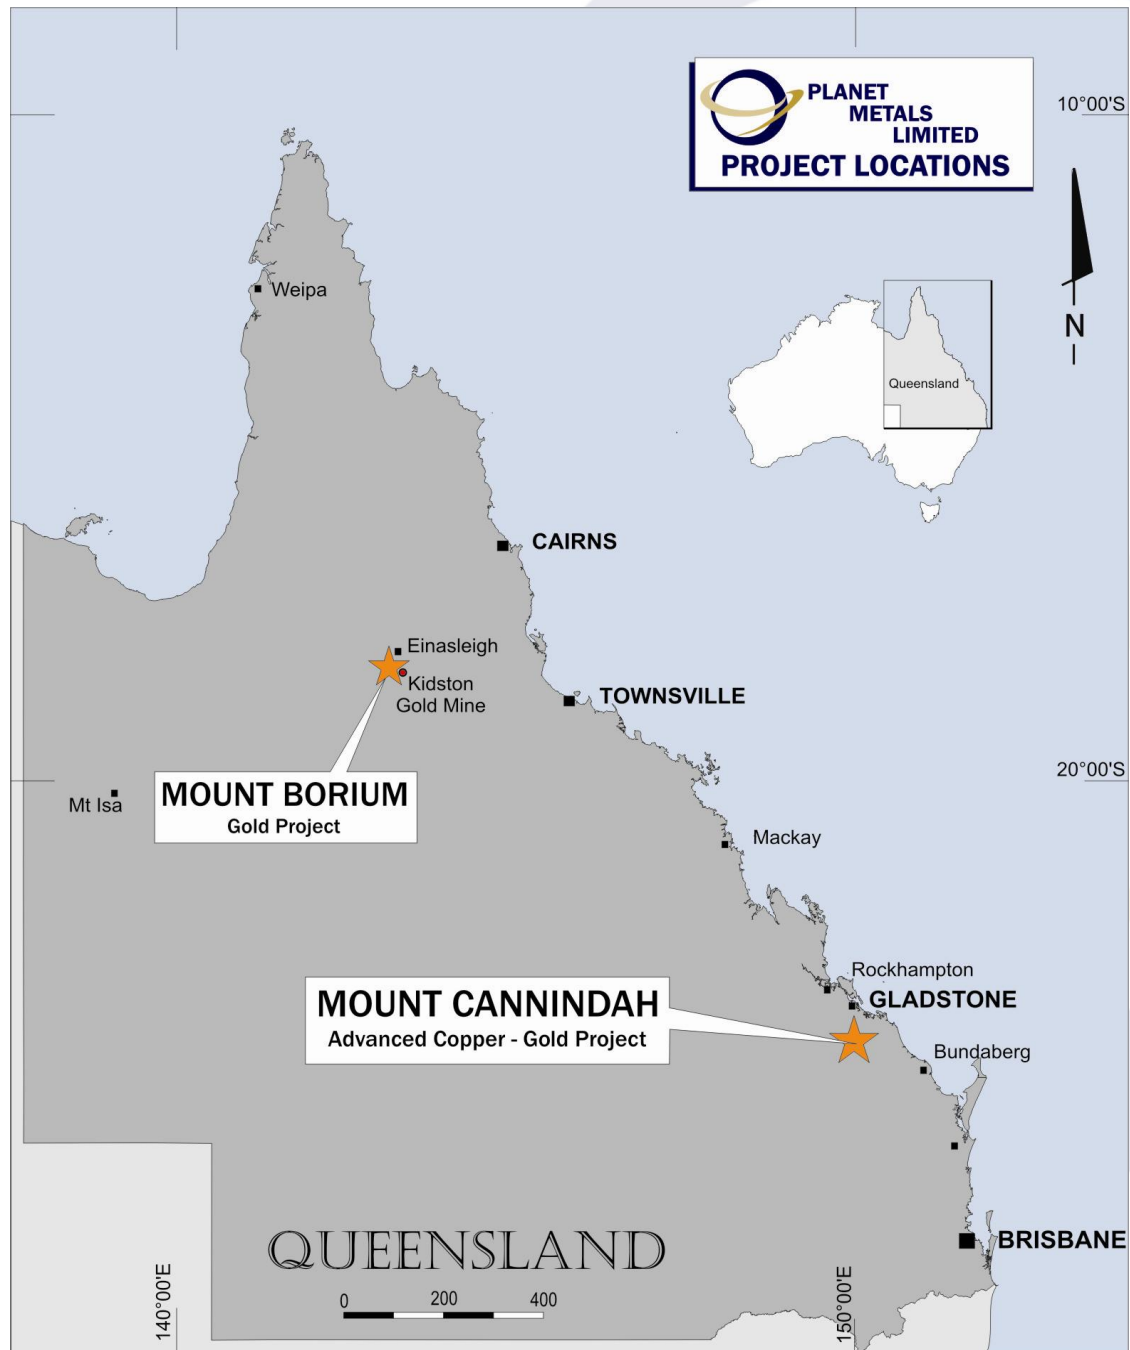 PLANET
METALS
LIMITED
PROJECT LOCATIONS
10°00'S
N
Weipa
Queensland
CAIRNS
Einasleigh
Kidston
Gold Mine
TOWNSVILLE
20°00'S
MOUNT BORIUM
Gold Project
Mt Isa
Mackay
Rockhampton
GLADSTONE
MOUNT CANNINDAH
Advanced Copper - Gold Project
Bundaberg
BRISBANE
QUEENSLAND
0 200 400
140°00'E
150°00'E